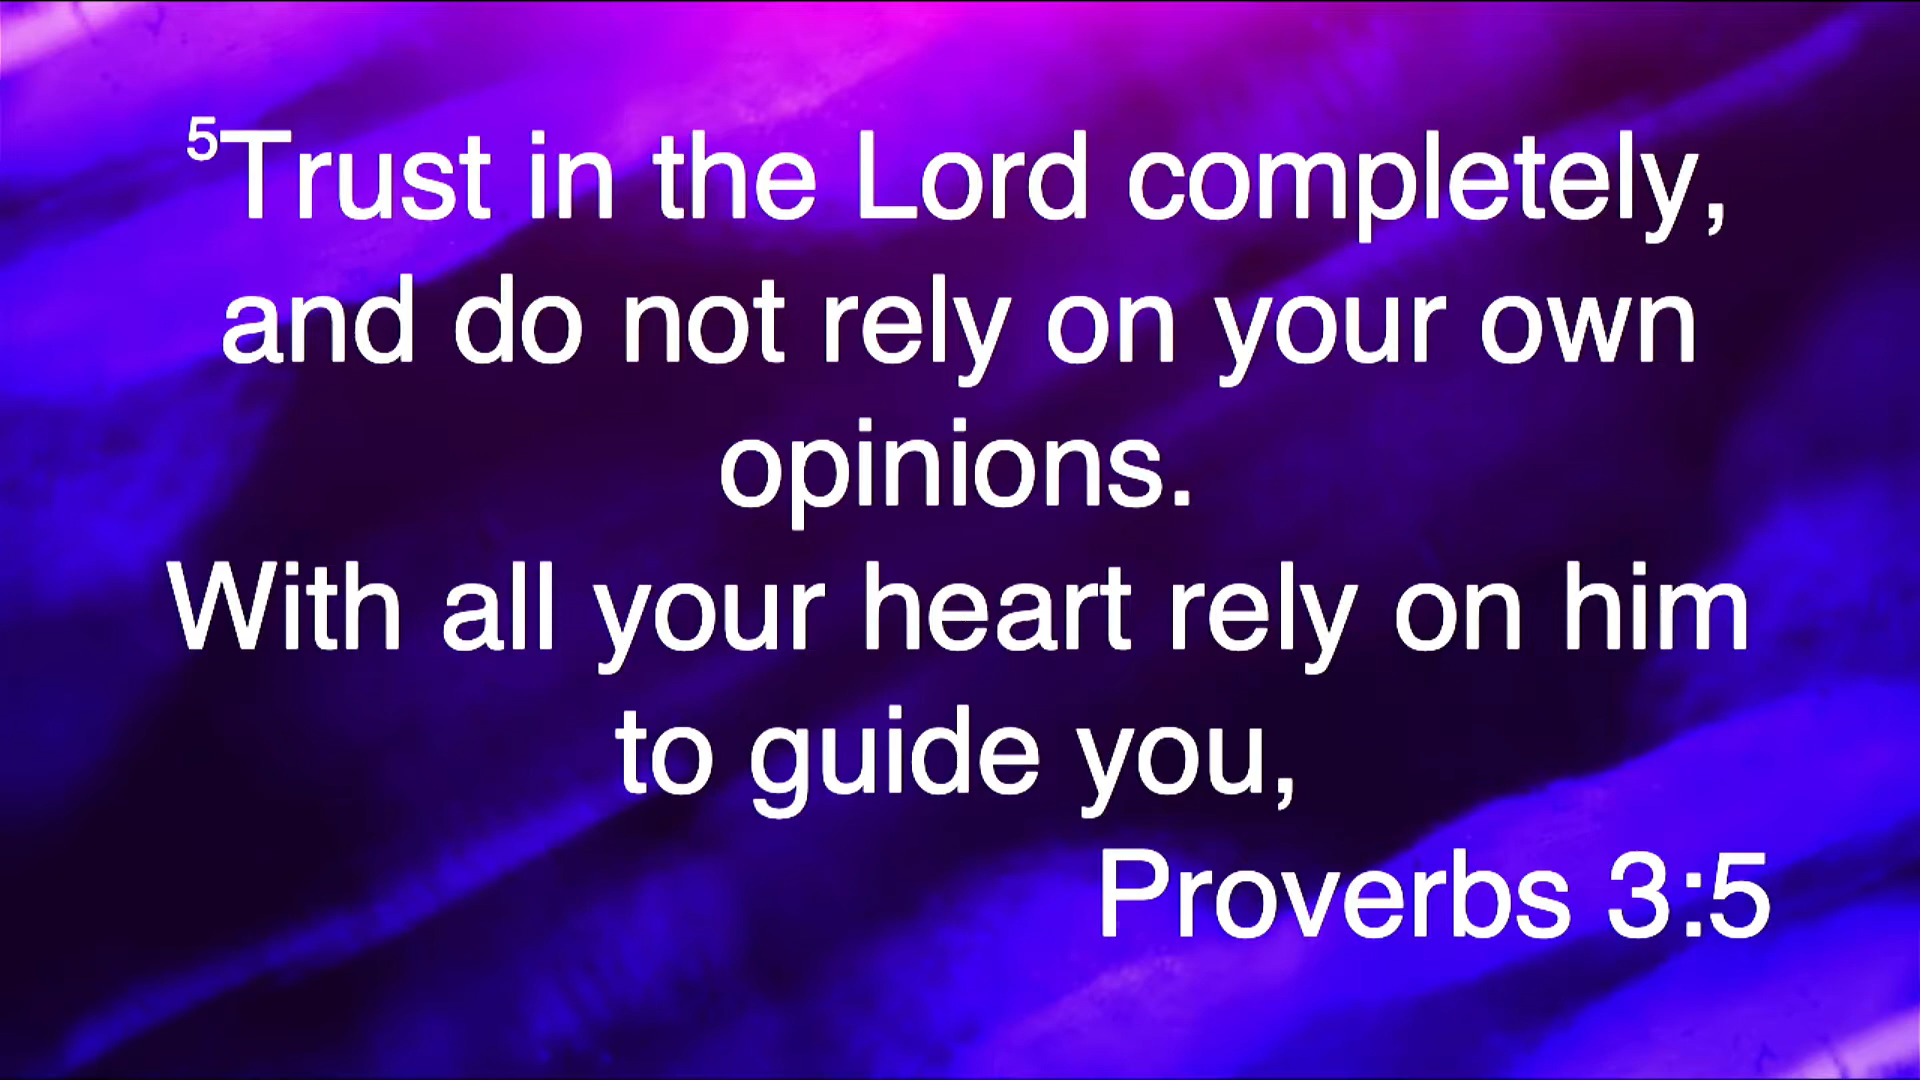 ⁵Trust in the Lord completely,
and do not rely on your own
opinions.
With all your heart rely on him
to guide you,
Proverbs 3:5